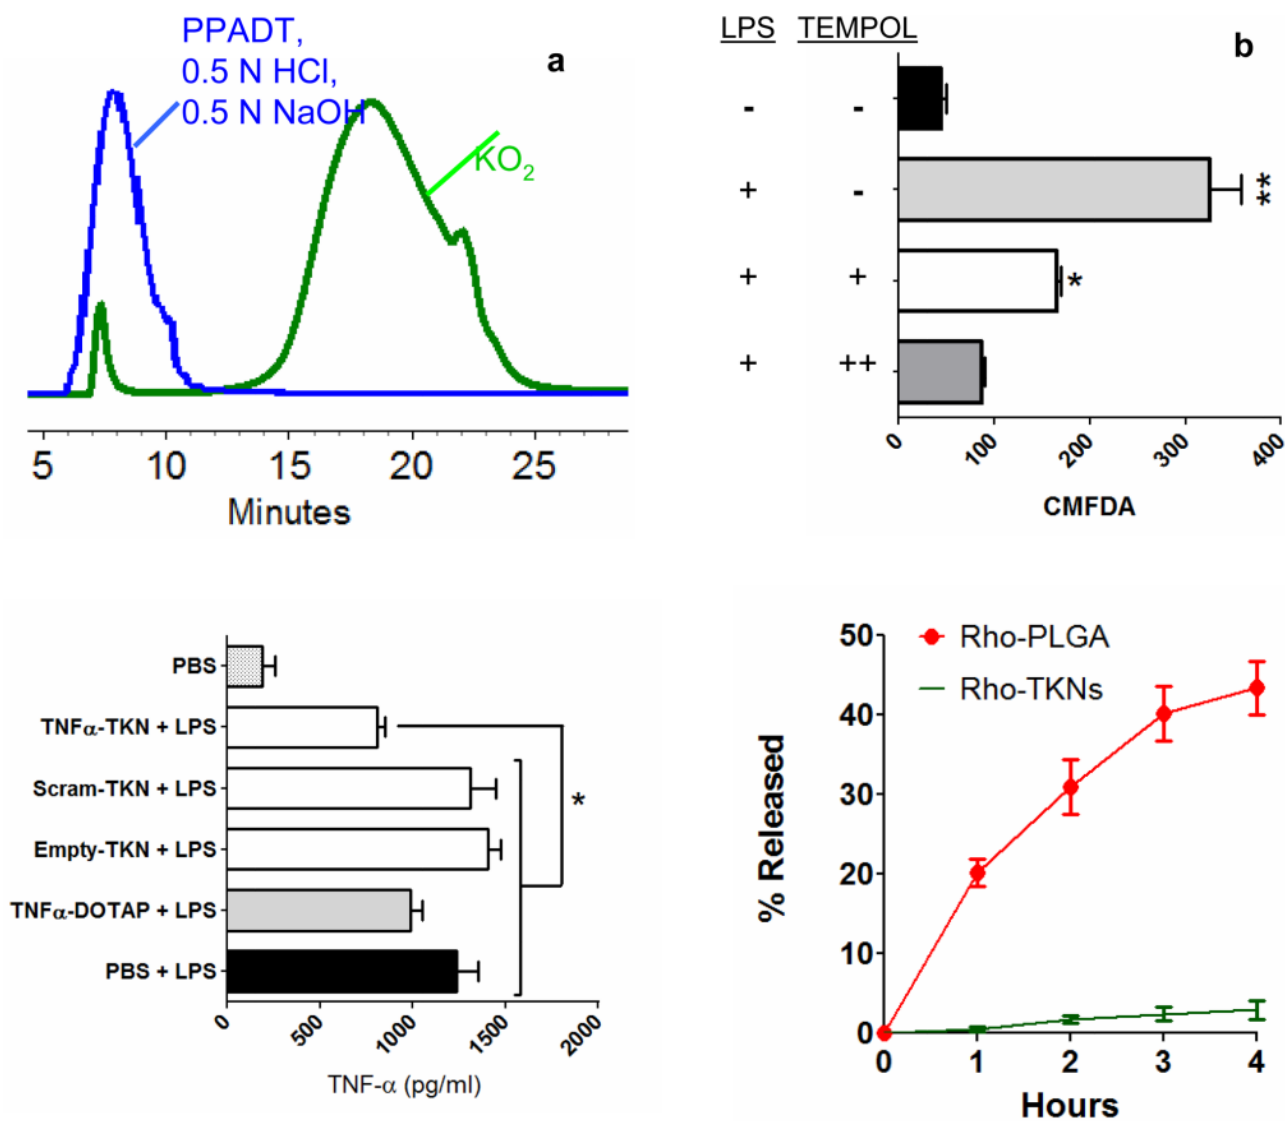 PPADT,
0.5 N HCl,
0.5 N NaOH
a
KO2
5 10 15 20 25
Minutes
LPS TEMPOL
b
- -
+ - **
+ + *
+ ++
0 100 200 300 400
CMFDA
PBS
TNFα-TKN + LPS
Scram-TKN + LPS
*
Empty-TKN + LPS
TNFα-DOTAP + LPS
PBS + LPS
0 500 1000 1500 2000
TNF-α (pg/ml)
Rho-PLGA
Rho-TKNs
% Released
50
40
30
20
10
0
0 1 2 3 4
Hours